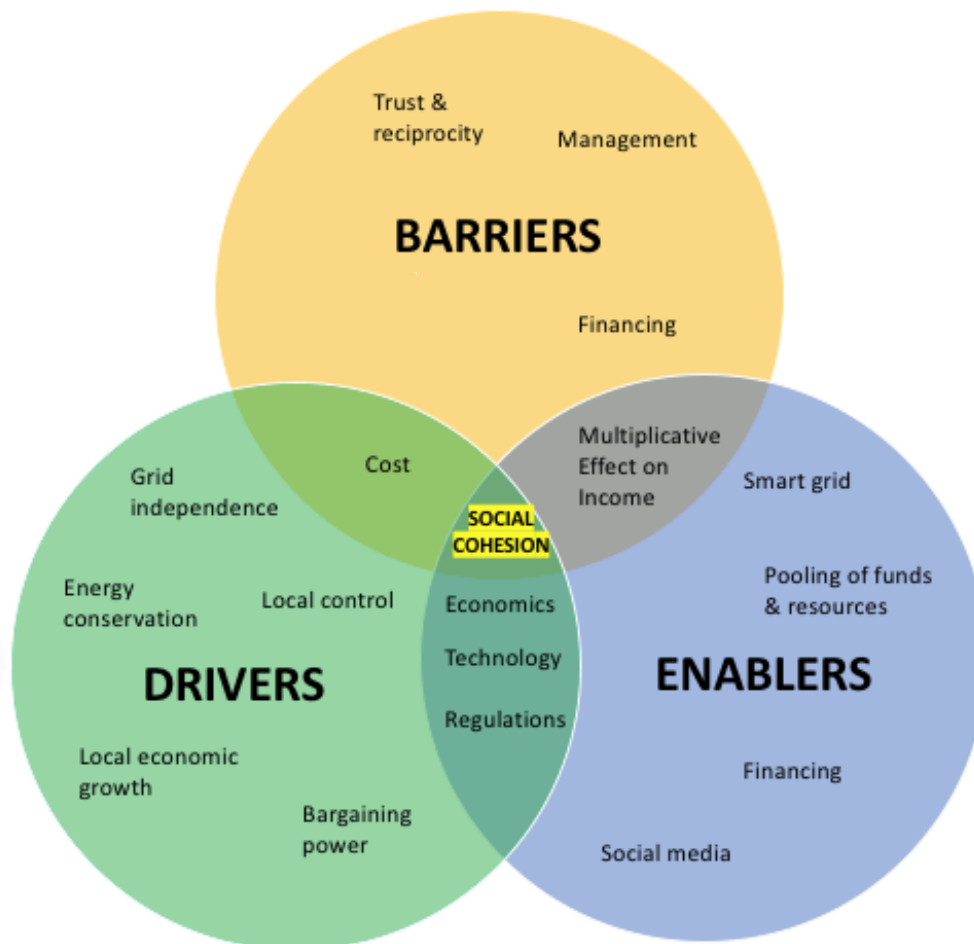 Trust &
reciprocity
Management
BARRIERS
Financing
Cost
Multiplicative
Effect on
Income
Grid
independence
Smart grid
SOCIAL
COHESION
Energy
conservation
Local control
Economics
Pooling of funds
& resources
Technology
DRIVERS
ENABLERS
Regulations
Local economic
growth
Financing
Bargaining
power
Social media